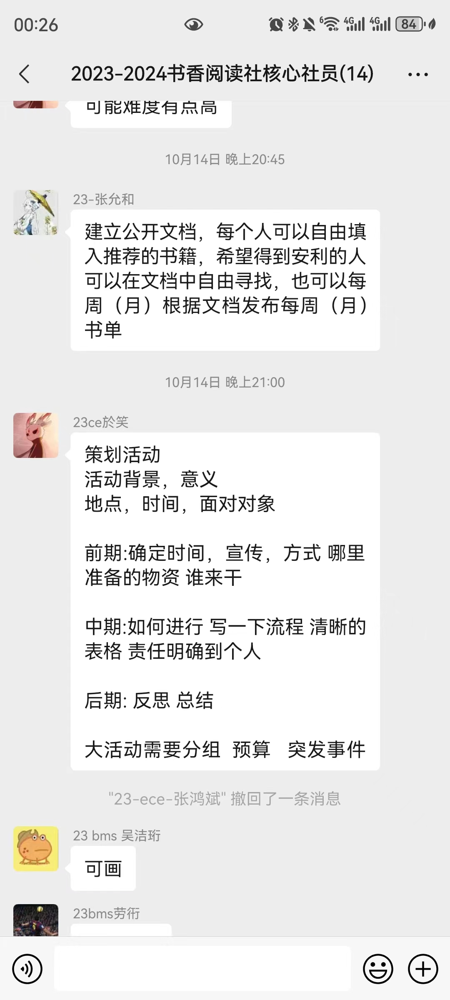 00:26
6 4G 4G 84
2023-2024书香阅读社核心社员(14)
可能难度有点高
10月14日 晚上20:45
23-张允和
建立公开文档，每个人可以自由填
入推荐的书籍，希望得到安利的人
可以在文档中自由寻找，也可以每
周（月）根据文档发布每周（月）
书单
10月14日 晚上21:00
23ce於笑
策划活动
活动背景，意义
地点，时间，面对对象
前期:确定时间，宣传，方式 哪里
准备的物资 谁来干
中期:如何进行 写一下流程 清晰的
表格 责任明确到个人
后期: 反思 总结
大活动需要分组 预算 突发事件
"23-ece-张鸿斌" 撤回了一条消息
23 bms 吴洁珩
可画
23bms劳衎